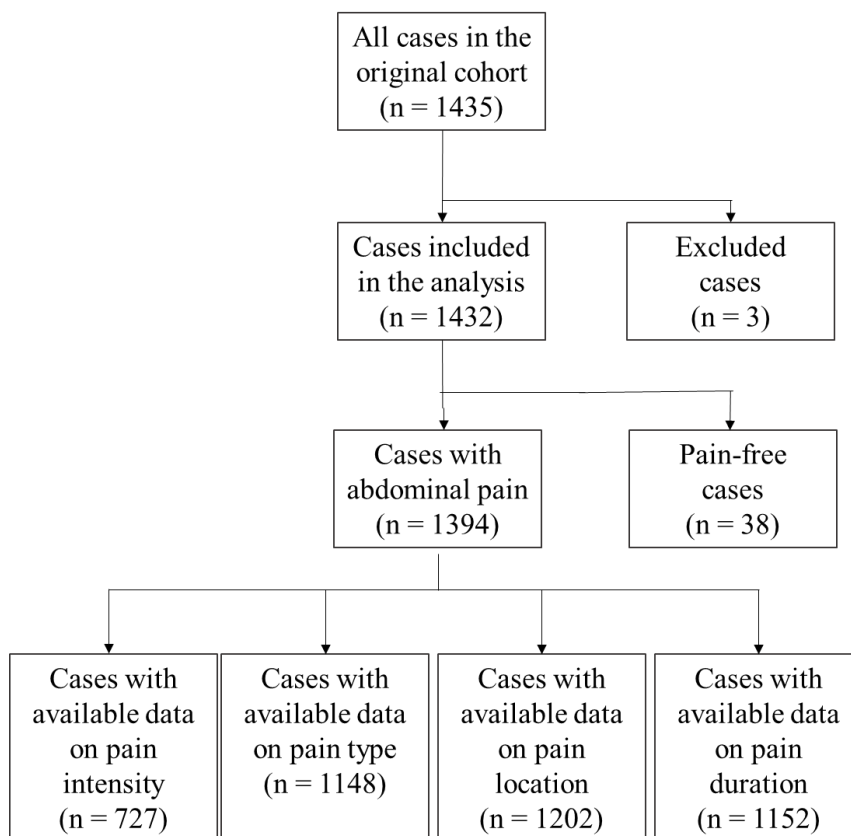 All cases in the
original cohort
(n = 1435)
Cases included
in the analysis
(n = 1432)
Excluded
cases
(n = 3)
Cases with
abdominal pain
(n = 1394)
Pain-free
cases
(n = 38)
Cases with
available data
on pain
intensity
(n = 727)
Cases with
available data
on pain type
(n = 1148)
Cases with
available data
on pain
location
(n = 1202)
Cases with
available data
on pain
duration
(n = 1152)